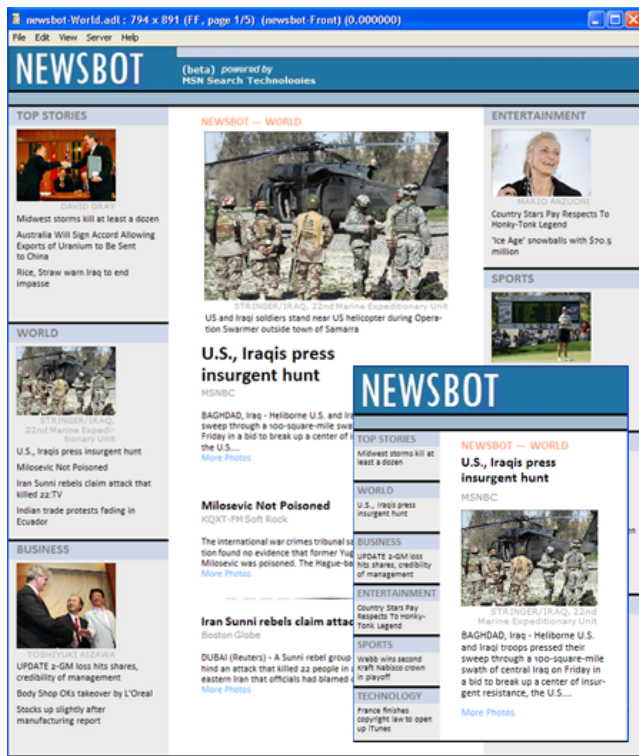 newsbot-World.adl : 794 x 891 (FF, page 1/5) (newsbot-Front) (0.000000)
File Edit View Server Help
NEWSBOT
(beta) powered by
MSN Search Technologies
TOP STORIES
DAVID GRAY
Midwest storms kill at least a dozen
Australia Will Sign Accord Allowing
Exports of Uranium to Be Sent
to China
Rice, Straw warn Iraq to end
impasse
WORLD
STRINGER/IRAQ,
22nd Marine Expedi-
tionary Unit
U.S., Iraqis press insurgent hunt
Milosevic Not Poisoned
Iran Sunni rebels claim attack that
killed 22:TV
Indian trade protests fading in
Ecuador
BUSINESS
TOSHIYUKI AIZAWA
UPDATE 2-GM loss hits shares,
credibility of management
Body Shop OKs takeover by L'Oreal
Stocks up slightly after
manufacturing report
NEWSBOT — WORLD
STRINGER/IRAQ, 22nd Marine Expeditionary Unit
US and Iraqi soldiers stand near US helicopter during Opera-
tion Swarmer outside town of Samarra
U.S., Iraqis press
insurgent hunt
MSNBC
BAGHDAD, Iraq - Heliborne U.S. and Ira
sweep through a 100-square-mile swa
Friday in a bid to break up a center of i
the U.S....
More Photos
Milosevic Not Poisoned
KQXT-FM Soft Rock
The international war crimes tribunal sa
tion found no evidence that former Yug
Milosevic was poisoned. The Hague-ba
More Photos
Iran Sunni rebels claim attac
Boston Globe
DUBAI (Reuters) - A Sunni rebel group
hind an attack that killed 22 people in
eastern Iran that officials had blamed
More Photos
ENTERTAINMENT
MARIO ANZUONI
Country Stars Pay Respects To
Honky-Tonk Legend
'Ice Age' snowballs with $70.5
million
SPORTS
en
NEWSBOT
TOP STORIES
Midwest storms kill at
least a dozen
WORLD
U.S., Iraqis press
insurgent hunt
BUSINESS
UPDATE 2-GM loss
hits shares, credibility
of management
ENTERTAINMENT
Country Stars Pay
Respects To Honky-
Tonk Legend
SPORTS
Webb wins second
Kraft Nabisco crown
in playoff
TECHNOLOGY
France finishes
copyright law to open
up iTunes
NEWSBOT — WORLD
U.S., Iraqis press
insurgent hunt
MSNBC
STRINGER/IRAQ, 22nd
Marine Expeditionary Unit
BAGHDAD, Iraq - Heliborne U.S.
and Iraqi troops pressed their
sweep through a 100-square-mile
swath of central Iraq on Friday in
a bid to break up a center of insur-
gent resistance, the U.S....
More Photos